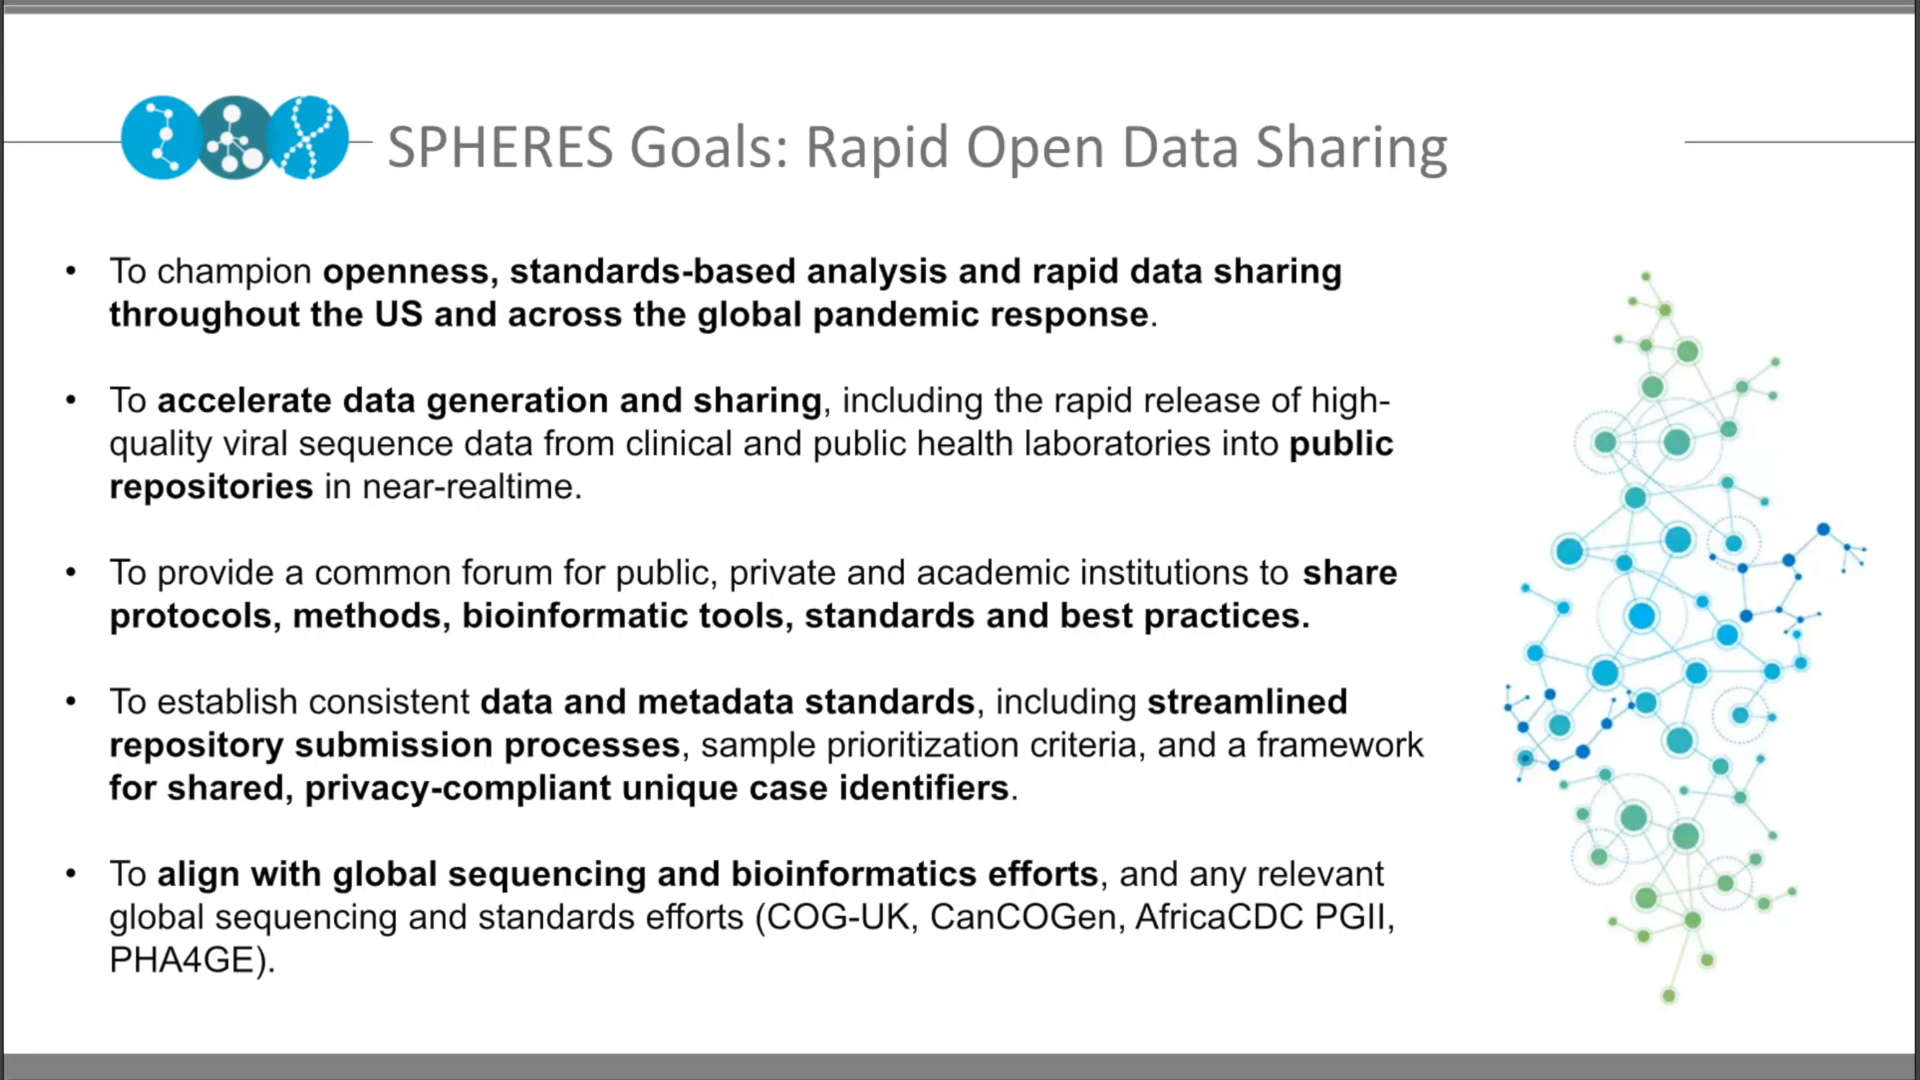 SPHERES Goals: Rapid Open Data Sharing
• To champion openness, standards-based analysis and rapid data sharing
throughout the US and across the global pandemic response.
• To accelerate data generation and sharing, including the rapid release of high-
quality viral sequence data from clinical and public health laboratories into public
repositories in near-realtime.
• To provide a common forum for public, private and academic institutions to share
protocols, methods, bioinformatic tools, standards and best practices.
• To establish consistent data and metadata standards, including streamlined
repository submission processes, sample prioritization criteria, and a framework
for shared, privacy-compliant unique case identifiers.
• To align with global sequencing and bioinformatics efforts, and any relevant
global sequencing and standards efforts (COG-UK, CanCOGen, AfricaCDC PGII,
PHA4GE).